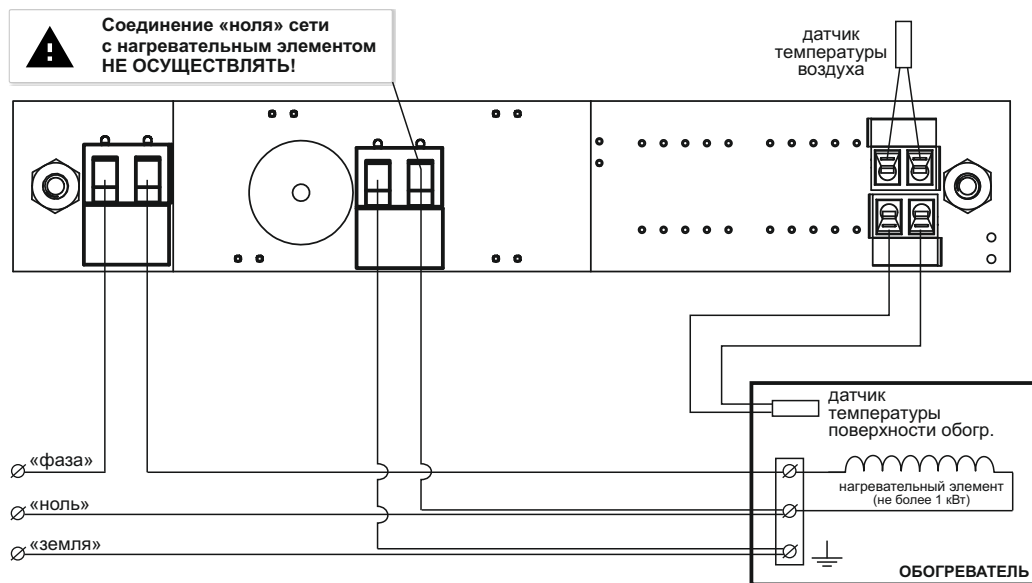 Соединение «ноля» сети
с нагревательным элементом
НЕ ОСУЩЕСТВЛЯТЬ!
датчик
температуры
воздуха
датчик
температуры
поверхности обогр.
«фаза»
нагревательный элемент
(не более 1 кВт)
«ноль»
«земля»
ОБОГРЕВАТЕЛЬ